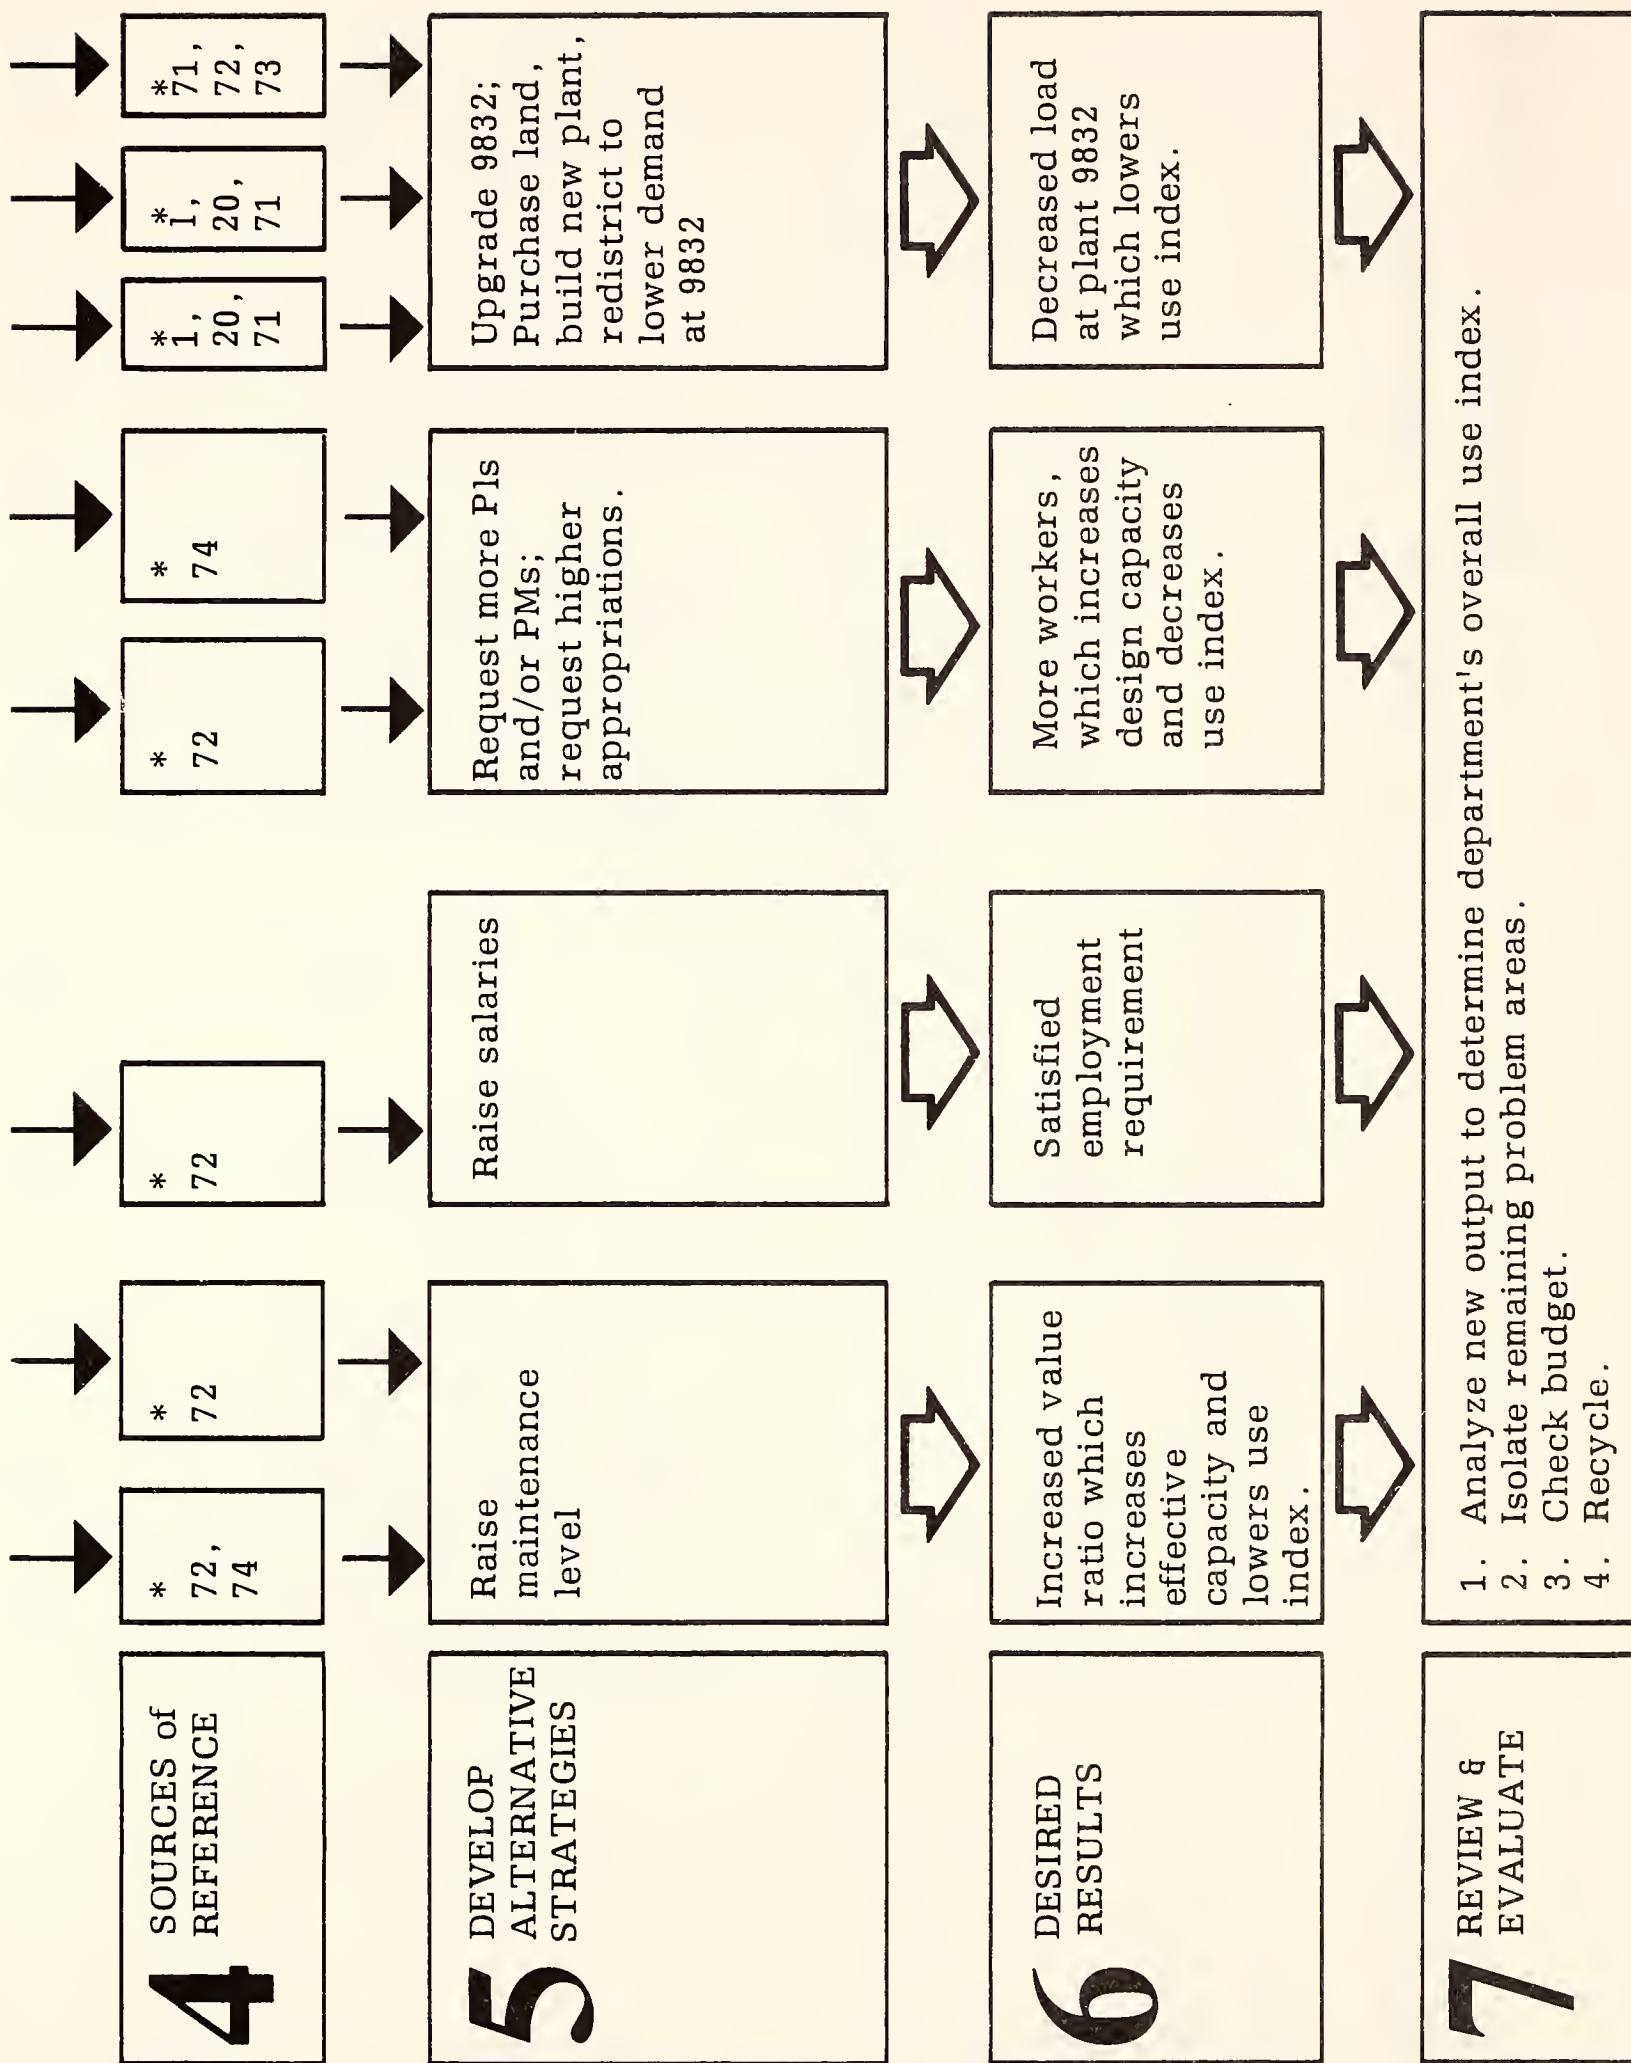 4
SOURCES of
REFERENCE
*
72,
74
*
72
*
72
*
72
*
74
*
1,
20,
71
*
1,
20,
71
*
71,
72,
73
5
DEVELOP
ALTERNATIVE
STRATEGIES
Raise
maintenance
level
Raise salaries
Request more P1s
and/or PMs;
request higher
appropriations.
Upgrade 9832;
Purchase land,
build new plant,
redistrict to
lower demand
at 9832
6
DESIRED
RESULTS
Increased value
ratio which
increases
effective
capacity and
lowers use
index.
Satisfied
employment
requirement
More workers,
which increases
design capacity
and decreases
use index.
Decreased load
at plant 9832
which lowers
use index.
7
REVIEW &
EVALUATE
1. Analyze new output to determine department's overall use index.
2. Isolate remaining problem areas.
3. Check budget.
4. Recycle.